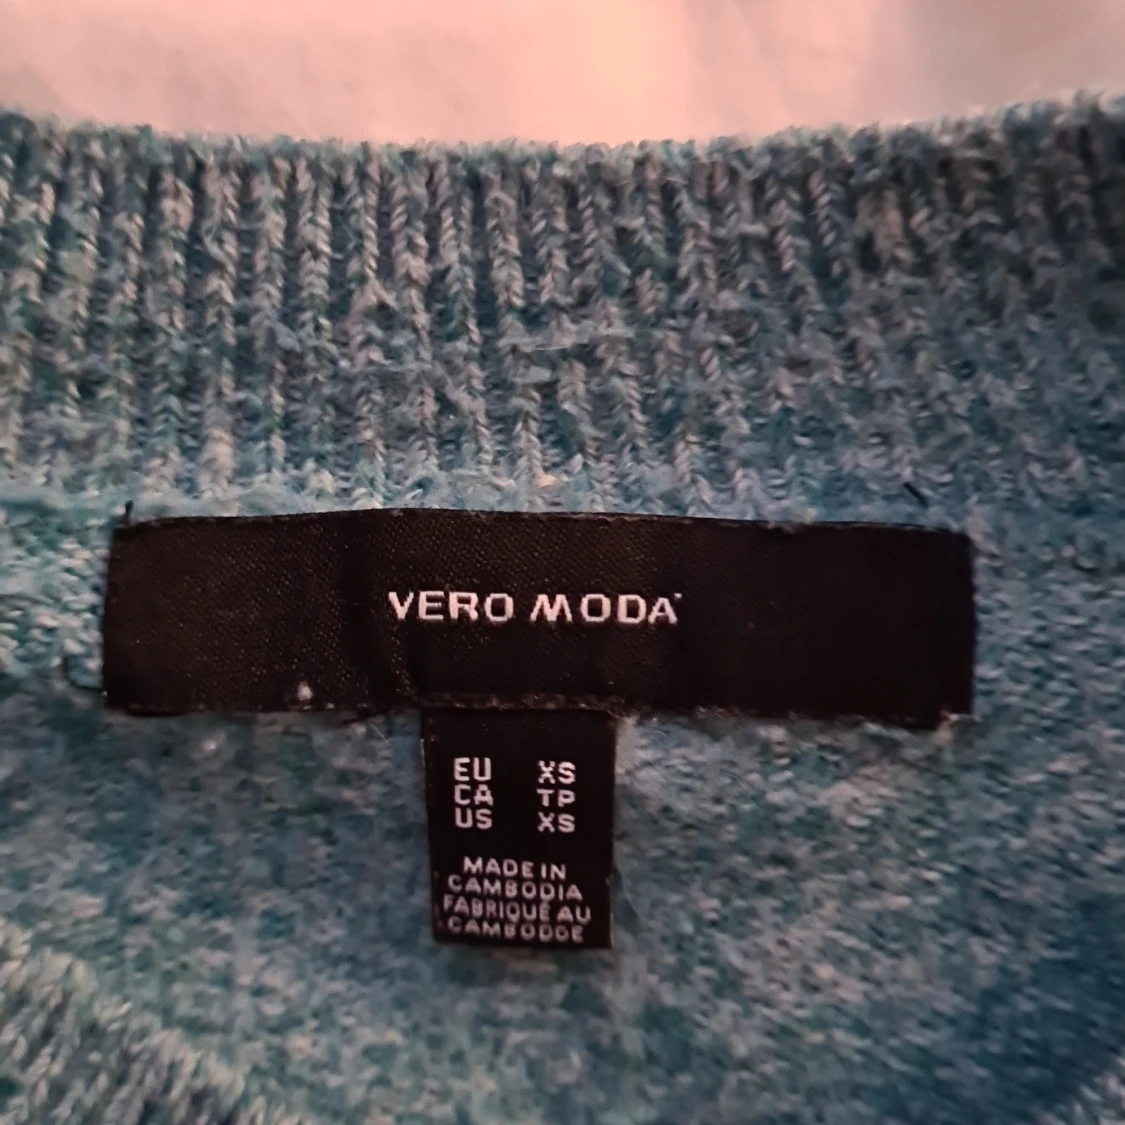 VERO MODA
EU XS
CA TP
US XS
MADE IN
CAMBODIA
FABRIQUÉ AU
CAMBODGE